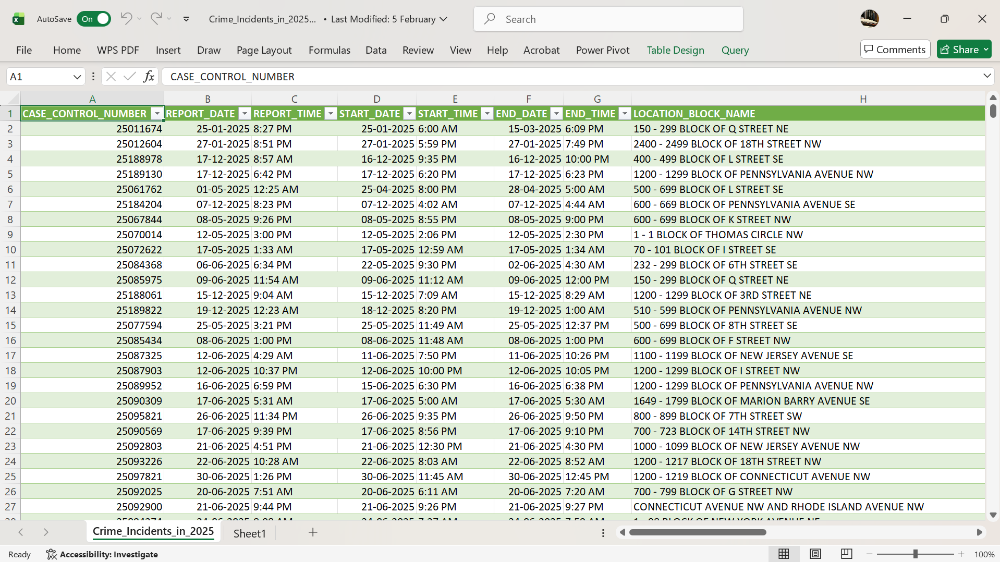 AutoSave On Crime_Incidents_in_2025... • Last Modified: 5 February Search
File Home WPS PDF Insert Draw Page Layout Formulas Data Review View Help Acrobat Power Pivot Table Design Query Comments Share
A1 fx CASE_CONTROL_NUMBER
A B C D E F G H
1 CASE_CONTROL_NUMBER REPORT_DATE REPORT_TIME START_DATE START_TIME END_DATE END_TIME LOCATION_BLOCK_NAME
2 25011674 25-01-2025 8:27 PM 25-01-2025 6:00 AM 15-03-2025 6:09 PM 150 - 299 BLOCK OF Q STREET NE
3 25012604 27-01-2025 8:51 PM 27-01-2025 5:59 PM 27-01-2025 7:49 PM 2400 - 2499 BLOCK OF 18TH STREET NW
4 25188978 17-12-2025 8:57 AM 16-12-2025 9:35 PM 16-12-2025 10:00 PM 400 - 499 BLOCK OF L STREET SE
5 25189130 17-12-2025 6:42 PM 17-12-2025 6:20 PM 17-12-2025 6:23 PM 1200 - 1299 BLOCK OF PENNSYLVANIA AVENUE NW
6 25061762 01-05-2025 12:25 AM 25-04-2025 8:00 PM 28-04-2025 5:00 AM 500 - 699 BLOCK OF L STREET SE
7 25184204 07-12-2025 8:23 PM 07-12-2025 4:02 AM 07-12-2025 4:44 AM 600 - 669 BLOCK OF PENNSYLVANIA AVENUE SE
8 25067844 08-05-2025 9:26 PM 08-05-2025 8:55 PM 08-05-2025 9:00 PM 600 - 699 BLOCK OF K STREET NW
9 25070014 12-05-2025 3:00 PM 12-05-2025 2:06 PM 12-05-2025 2:30 PM 1 - 1 BLOCK OF THOMAS CIRCLE NW
10 25072622 17-05-2025 1:33 AM 17-05-2025 12:59 AM 17-05-2025 1:34 AM 70 - 101 BLOCK OF I STREET SE
11 25084368 06-06-2025 6:34 PM 22-05-2025 9:30 PM 02-06-2025 4:30 AM 232 - 299 BLOCK OF 6TH STREET SE
12 25085975 09-06-2025 11:54 AM 09-06-2025 11:12 AM 09-06-2025 12:00 PM 150 - 299 BLOCK OF Q STREET NE
13 25188061 15-12-2025 9:04 AM 15-12-2025 7:09 AM 15-12-2025 8:29 AM 1200 - 1299 BLOCK OF 3RD STREET NE
14 25189822 19-12-2025 12:23 AM 18-12-2025 8:20 PM 19-12-2025 1:00 AM 510 - 599 BLOCK OF PENNSYLVANIA AVENUE NW
15 25077594 25-05-2025 3:21 PM 25-05-2025 11:49 AM 25-05-2025 12:37 PM 500 - 699 BLOCK OF 8TH STREET SE
16 25085434 08-06-2025 1:00 PM 08-06-2025 11:48 AM 08-06-2025 1:00 PM 600 - 699 BLOCK OF F STREET NW
17 25087325 12-06-2025 4:29 AM 11-06-2025 7:50 PM 11-06-2025 10:26 PM 1100 - 1199 BLOCK OF NEW JERSEY AVENUE SE
18 25087903 12-06-2025 10:37 PM 12-06-2025 10:00 PM 12-06-2025 10:05 PM 1200 - 1299 BLOCK OF I STREET NW
19 25089952 16-06-2025 6:59 PM 15-06-2025 6:30 PM 16-06-2025 6:38 PM 1200 - 1299 BLOCK OF PENNSYLVANIA AVENUE NW
20 25090309 17-06-2025 5:31 AM 17-06-2025 5:00 AM 17-06-2025 5:30 AM 1649 - 1799 BLOCK OF MARION BARRY AVENUE SE
21 25095821 26-06-2025 11:34 PM 26-06-2025 9:35 PM 26-06-2025 9:50 PM 800 - 899 BLOCK OF 7TH STREET SW
22 25090569 17-06-2025 9:39 PM 17-06-2025 8:56 PM 17-06-2025 9:10 PM 700 - 723 BLOCK OF 14TH STREET NW
23 25092803 21-06-2025 4:51 PM 21-06-2025 12:30 PM 21-06-2025 4:30 PM 1000 - 1099 BLOCK OF NEW JERSEY AVENUE NW
24 25093226 22-06-2025 10:28 AM 22-06-2025 8:03 AM 22-06-2025 8:52 AM 1200 - 1217 BLOCK OF 18TH STREET NW
25 25097821 30-06-2025 1:26 PM 30-06-2025 11:45 AM 30-06-2025 12:45 PM 1200 - 1219 BLOCK OF CONNECTICUT AVENUE NW
26 25092025 20-06-2025 7:51 AM 20-06-2025 6:11 AM 20-06-2025 7:20 AM 700 - 799 BLOCK OF G STREET NW
27 25092900 21-06-2025 9:44 PM 21-06-2025 9:26 PM 21-06-2025 9:27 PM CONNECTICUT AVENUE NW AND RHODE ISLAND AVENUE NW
Crime_Incidents_in_2025 Sheet1
Ready Accessibility: Investigate 100%